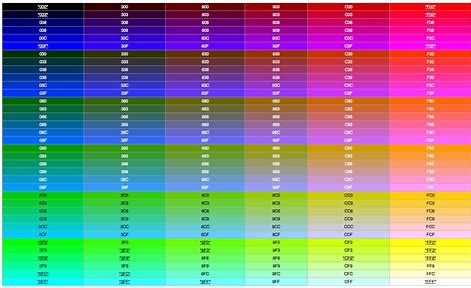 *000* 300 600 900 C00 *F00*
*003* 303 603 903 C03 *F03*
006 306 606 906 C06 F06
009 309 609 909 C09 F09
00C 30C 60C 90C C0C F0C
*00F* 30F 60F 90F C0F *F0F*
030 330 630 930 C30 F30
033 333 633 933 C33 F33
036 336 636 936 C36 F36
039 339 639 939 C39 F39
03C 33C 63C 93C C3C F3C
03F 33F 63F 93F C3F F3F
060 360 660 960 C60 F60
063 363 663 963 C63 F63
066 366 666 966 C66 F66
069 369 669 969 C69 F69
06C 36C 66C 96C C6C F6C
06F 36F 66F 96F C6F F6F
090 390 690 990 C90 F90
093 393 693 993 C93 F93
096 396 696 996 C96 F96
099 399 699 999 C99 F99
09C 39C 69C 99C C9C F9C
09F 39F 69F 99F C9F F9F
0C0 3C0 6C0 9C0 CC0 FC0
0C3 3C3 6C3 9C3 CC3 FC3
0C6 3C6 6C6 9C6 CC6 FC6
0C9 3C9 6C9 9C9 CC9 FC9
0CC 3CC 6CC 9CC CCC FCC
0CF 3CF 6CF 9CF CCF FCF
*0F0* 3F0 *6F0* 9F0 CF0 *FF0*
0F3 *3F3* *6F3* 9F3 CF3 *FF3*
*0F6* *3F6* 6F6 9F6 *CF6* *FF6*
0F9 3F9 6F9 9F9 CF9 FF9
*0FC* *3FC* 6FC 9FC CFC FFC
*0FF* *3FF* *6FF* 9FF CFF *FFF*